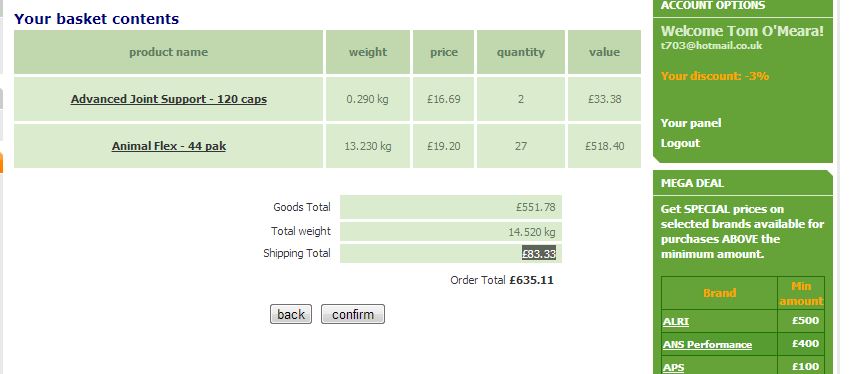 Your basket contents
product name weight price quantity value
Advanced Joint Support - 120 caps 0.290 kg £16.69 2 £33.38
Animal Flex - 44 pak 13.230 kg £19.20 27 £518.40
Goods Total £551.78
Total weight 14.520 kg
Shipping Total £83.33
Order Total £635.11
back confirm
ACCOUNT OPTIONS
Welcome Tom O'Meara!
t703@hotmail.co.uk
Your discount: -3%
Your panel
Logout
MEGA DEAL
Get SPECIAL prices on
selected brands available for
purchases ABOVE the
minimum amount.
Brand Min
amount
ALRI £500
ANS Performance £400
APS £100